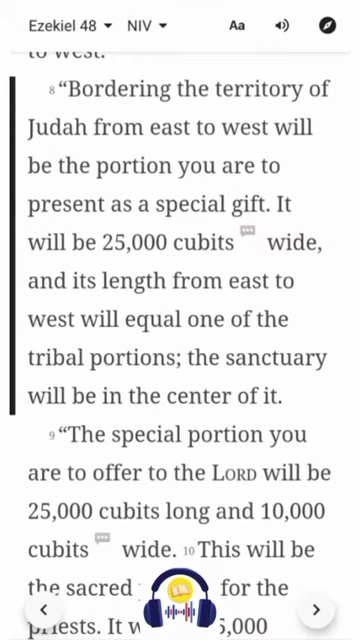 Ezekiel 48 NIV Aa
to west.
8 “Bordering the territory of
Judah from east to west will
be the portion you are to
present as a special gift. It
will be 25,000 cubits wide,
and its length from east to
west will equal one of the
tribal portions; the sanctuary
will be in the center of it.
9 “The special portion you
are to offer to the LORD will be
25,000 cubits long and 10,000
cubits wide. 10 This will be
the sacred for the
priests. It